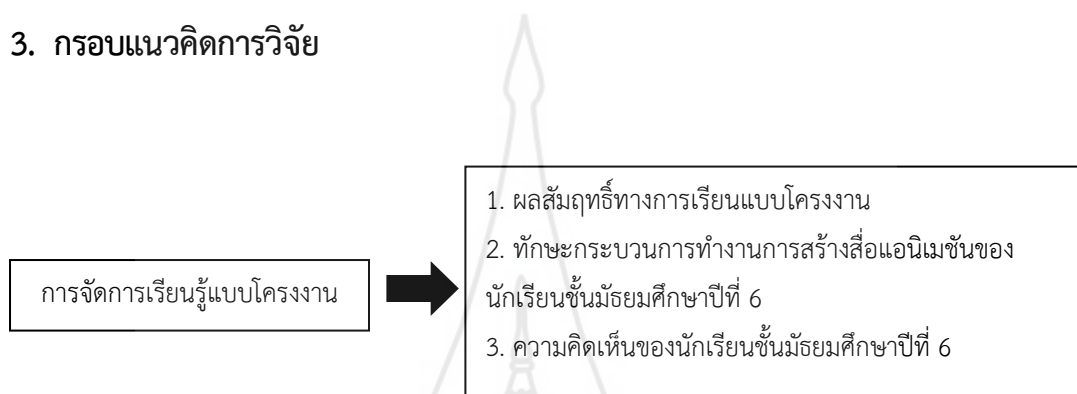 3. กรอบแนวคิดการวิจัย
1. ผลสัมฤทธิ์ทางการเรียนแบบโครงงาน
2. ทักษะกระบวนการทำงานการสร้างสื่อแอนิเมชันของ
นักเรียนชั้นมัธยมศึกษาปีที่ 6
3. ความคิดเห็นของนักเรียนชั้นมัธยมศึกษาปีที่ 6
การจัดการเรียนรู้แบบโครงงาน